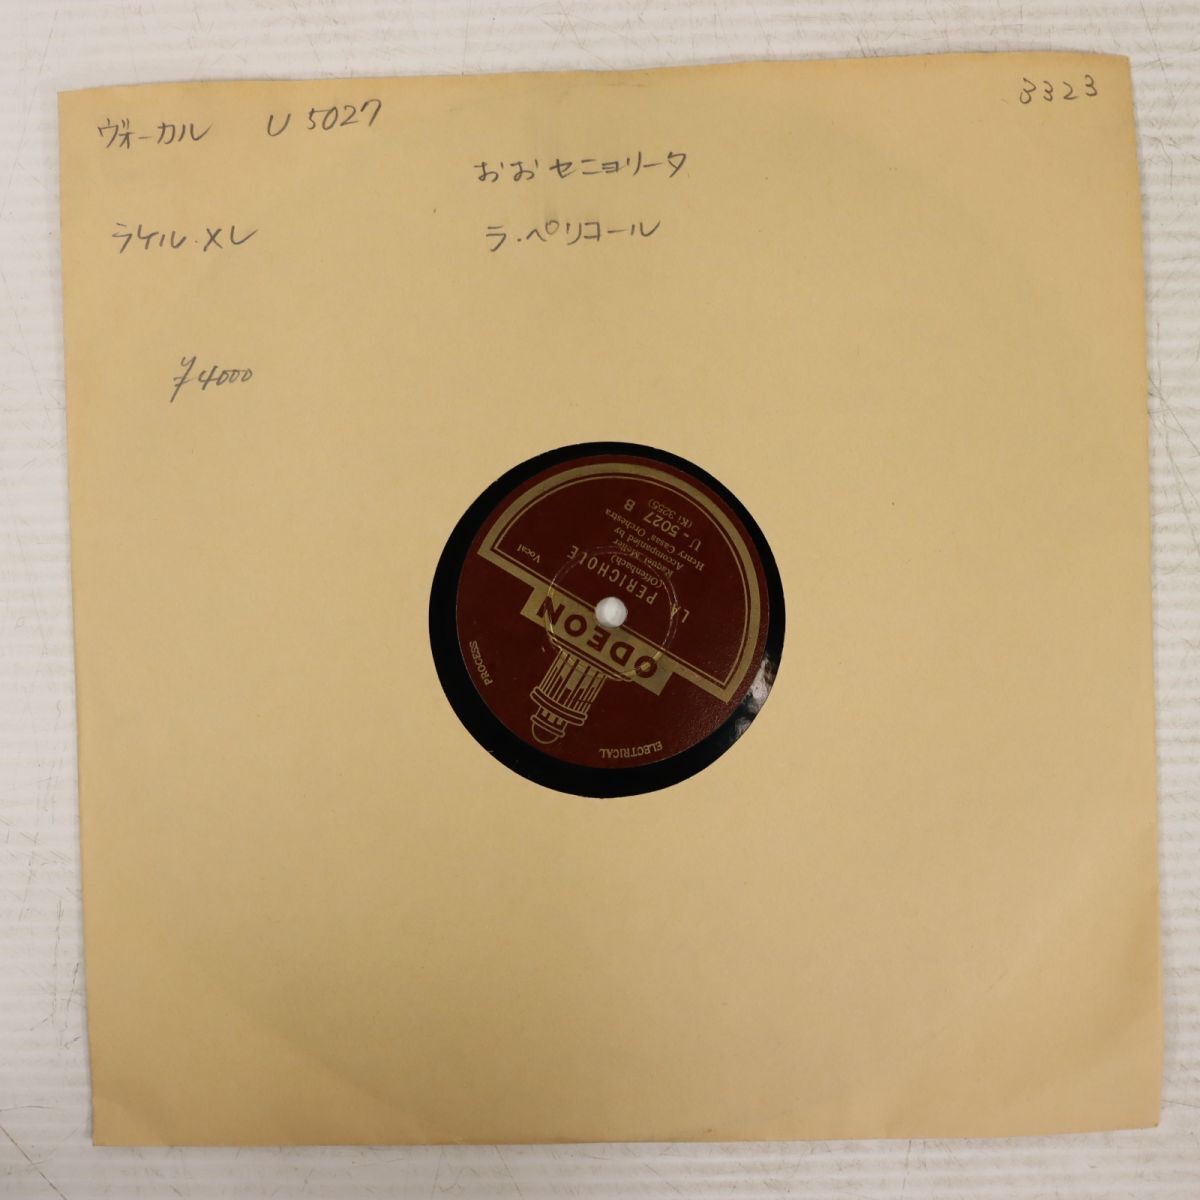 ヴォーカル U 5027
3323
おおセニョリータ
ラケル・メレ
ラ・ペリコール
¥4000
ELECTRICAL
PROCESS
ODEON
Vocal
LA PERICHOLE
(Offenbach)
Raquel Meller
Accompanied by
Henry Casas' Orchestra
U-5027 B
(Ki 3255)